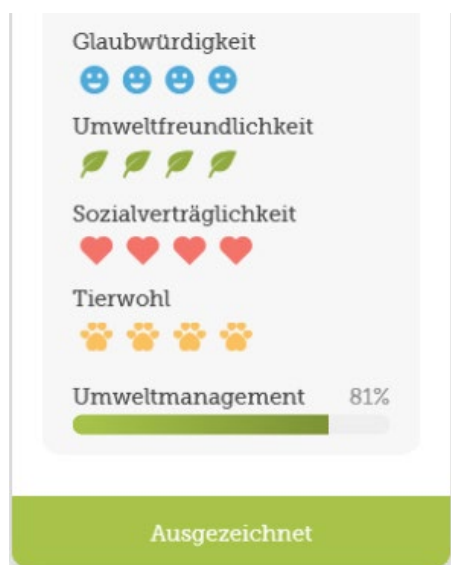 Glaubwürdigkeit
Umweltfreundlichkeit
Sozialverträglichkeit
Tierwohl
Umweltmanagement 81%
Ausgezeichnet